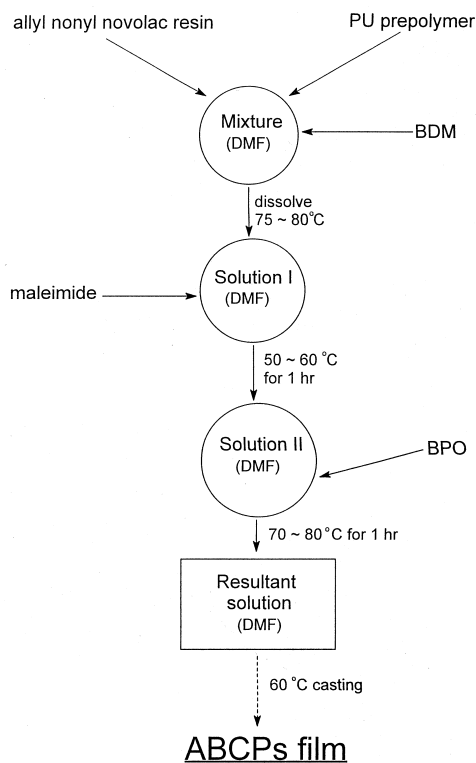 allyl nonyl novolac resin
PU prepolymer
Mixture
(DMF)
BDM
dissolve
75 ~ 80°C
Solution I
(DMF)
maleimide
50 ~ 60 °C
for 1 hr
Solution II
(DMF)
BPO
70 ~ 80°C for 1 hr
Resultant
solution
(DMF)
60 °C casting
ABCPs film